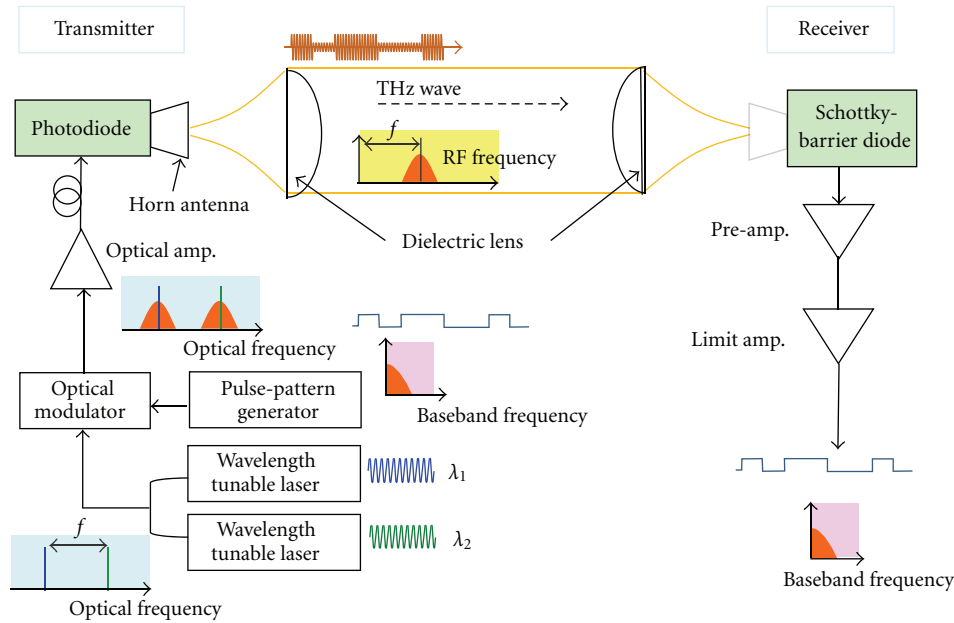 Transmitter
Receiver
THz wave
Photodiode
Schottky-
barrier diode
f
RF frequency
Horn antenna
Dielectric lens
Pre-amp.
Optical amp.
Optical frequency
Limit amp.
Optical
modulator
Pulse-pattern
generator
Baseband frequency
Wavelength
tunable laser
λ1
Wavelength
tunable laser
λ2
f
Optical frequency
Baseband frequency